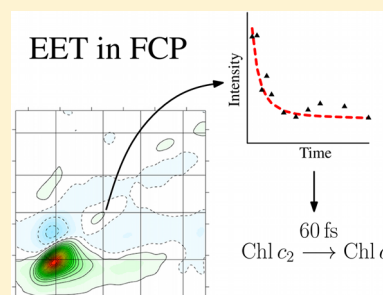 EET in FCP
Intensity
Time
60 fs
Chl c₂ → Chl